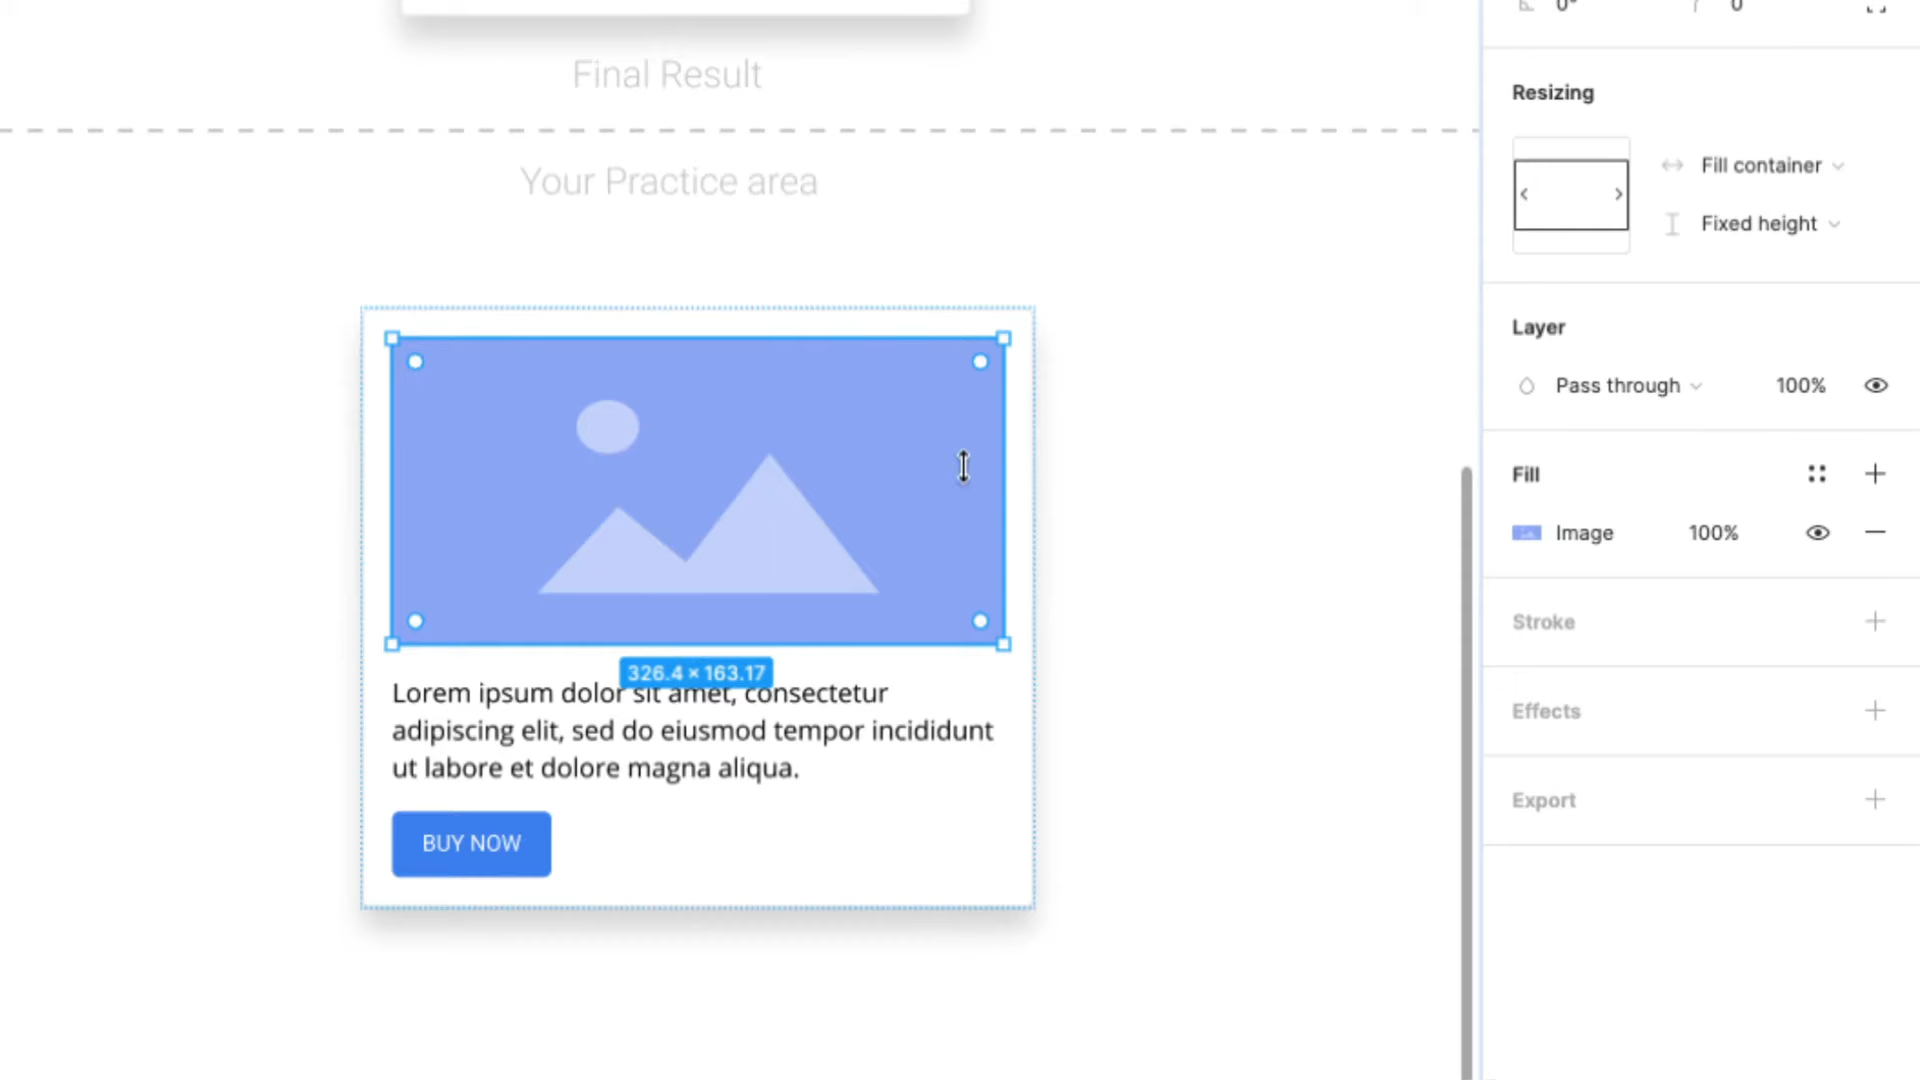 0°
0
Final Result
Resizing
Fill container
Your Practice area
Fixed height
Layer
Pass through
100%
Fill
Image
100%
326.4 × 163.17
Lorem ipsum dolor sit amet, consectetur
adipiscing elit, sed do eiusmod tempor incididunt
ut labore et dolore magna aliqua.
BUY NOW
Stroke
Effects
Export